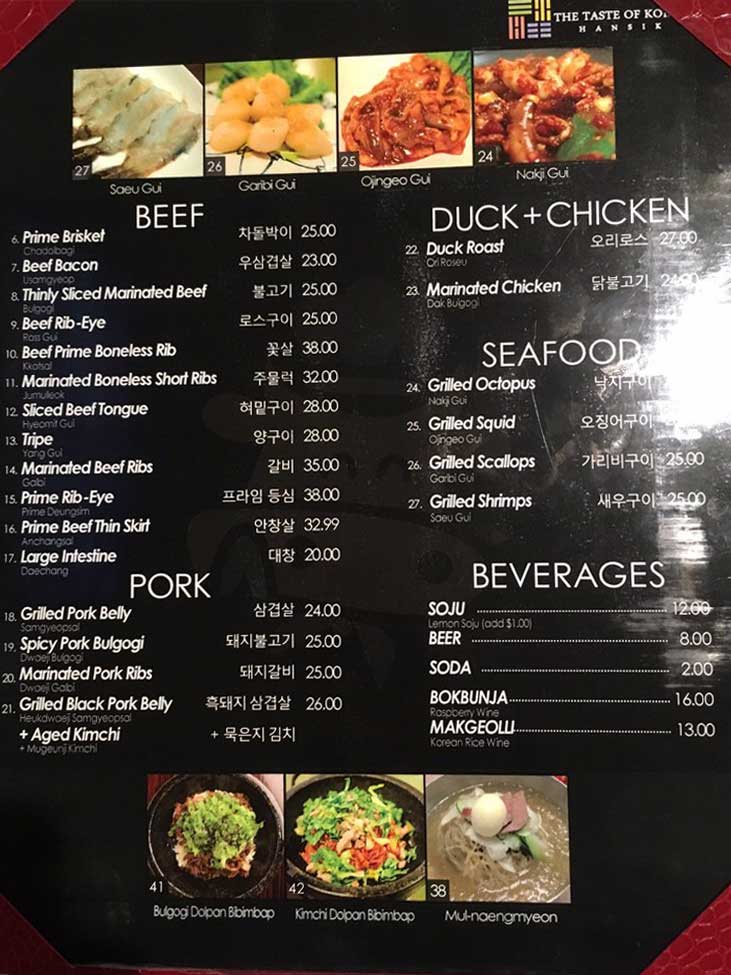 THE TASTE OF
HANSIK
27 26 25 24
Saeu Gui Garibi Gui Ojingeo Gui Nakji Gui
BEEF
6. Prime Brisket 차돌박이 25.00
Chadolbagi
7. Beef Bacon 우삼겹살 23.00
Usamgyeop
8. Thinly Sliced Marinated Beef 불고기 25.00
Bulgogi
9. Beef Rib-Eye 로스구이 25.00
Ross Gui
10. Beef Prime Boneless Rib 꽃살 38.00
Kkotsal
11. Marinated Boneless Short Ribs 주물럭 32.00
Jumulleok
12. Sliced Beef Tongue 혀밑구이 28.00
Hyeomit Gui
13. Tripe 양구이 28.00
Yang Gui
14. Marinated Beef Ribs 갈비 35.00
Galbi
15. Prime Rib-Eye 프라임 등심 38.00
Prime Deungsim
16. Prime Beef Thin Skirt 안창살 32.99
Anchangsal
17. Large Intestine 대창 20.00
Daechang
PORK
18. Grilled Pork Belly 삼겹살 24.00
Samgyeopsal
19. Spicy Pork Bulgogi 돼지불고기 25.00
Dwaeji Bulgogi
20. Marinated Pork Ribs 돼지갈비 25.00
Dwaeji Galbi
21. Grilled Black Pork Belly 흑돼지 삼겹살 26.00
Heukdwaeji Samgyeopsal
+ Aged Kimchi + 묵은지 김치
+ Mugeunji Kimchi
DUCK + CHICKEN
22. Duck Roast 오리로스 27.00
Ori Roseu
23. Marinated Chicken 닭불고기 24.00
Dak Bulgogi
SEAFOOD
24. Grilled Octopus 낙지구이
Nakji Gui
25. Grilled Squid 오징어구이
Ojingeo Gui
26. Grilled Scallops 가리비구이 25.00
Garibi Gui
27. Grilled Shrimps 새우구이 25.00
Saeu Gui
BEVERAGES
SOJU 12.00
Lemon Soju (add $1.00)
BEER 8.00
SODA 2.00
BOKBUNJA 16.00
Raspberry Wine
MAKGEOLLI 13.00
Korean Rice Wine
41 42 38
Bulgogi Dolpan Bibimbap Kimchi Dolpan Bibimbap Mul-naengmyeon